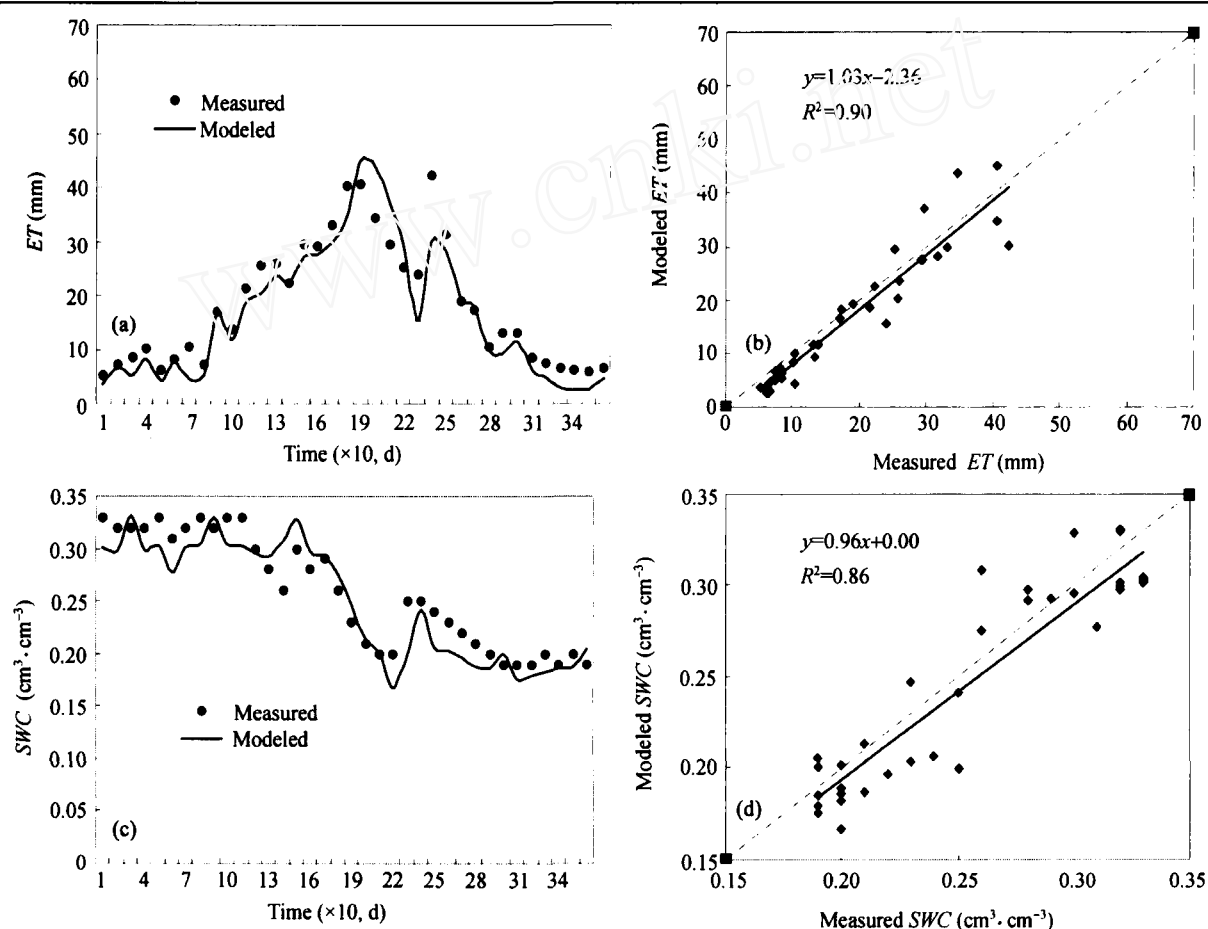 70
60
50
40
30
20
10
0
ET (mm)
Measured
Modeled
(a)
1 4 7 10 13 16 19 22 25 28 31 34
Time (×10, d)
70
60
50
40
30
20
10
0
Modeled ET (mm)
y=1.03x−2.36
R²=0.90
(b)
10 20 30 40 50 60 70
Measured ET (mm)
0.35
0.30
0.25
0.20
0.15
0.10
0.05
0
SWC (cm³·cm⁻³)
Measured
Modeled
(c)
1 4 7 10 13 16 19 22 25 28 31 34
Time (×10, d)
0.35
0.30
0.25
0.20
0.15
Modeled SWC (cm³·cm⁻³)
y=0.96x+0.00
R²=0.86
(d)
0.15 0.20 0.25 0.30 0.35
Measured SWC (cm³·cm⁻³)
www.cnki.net